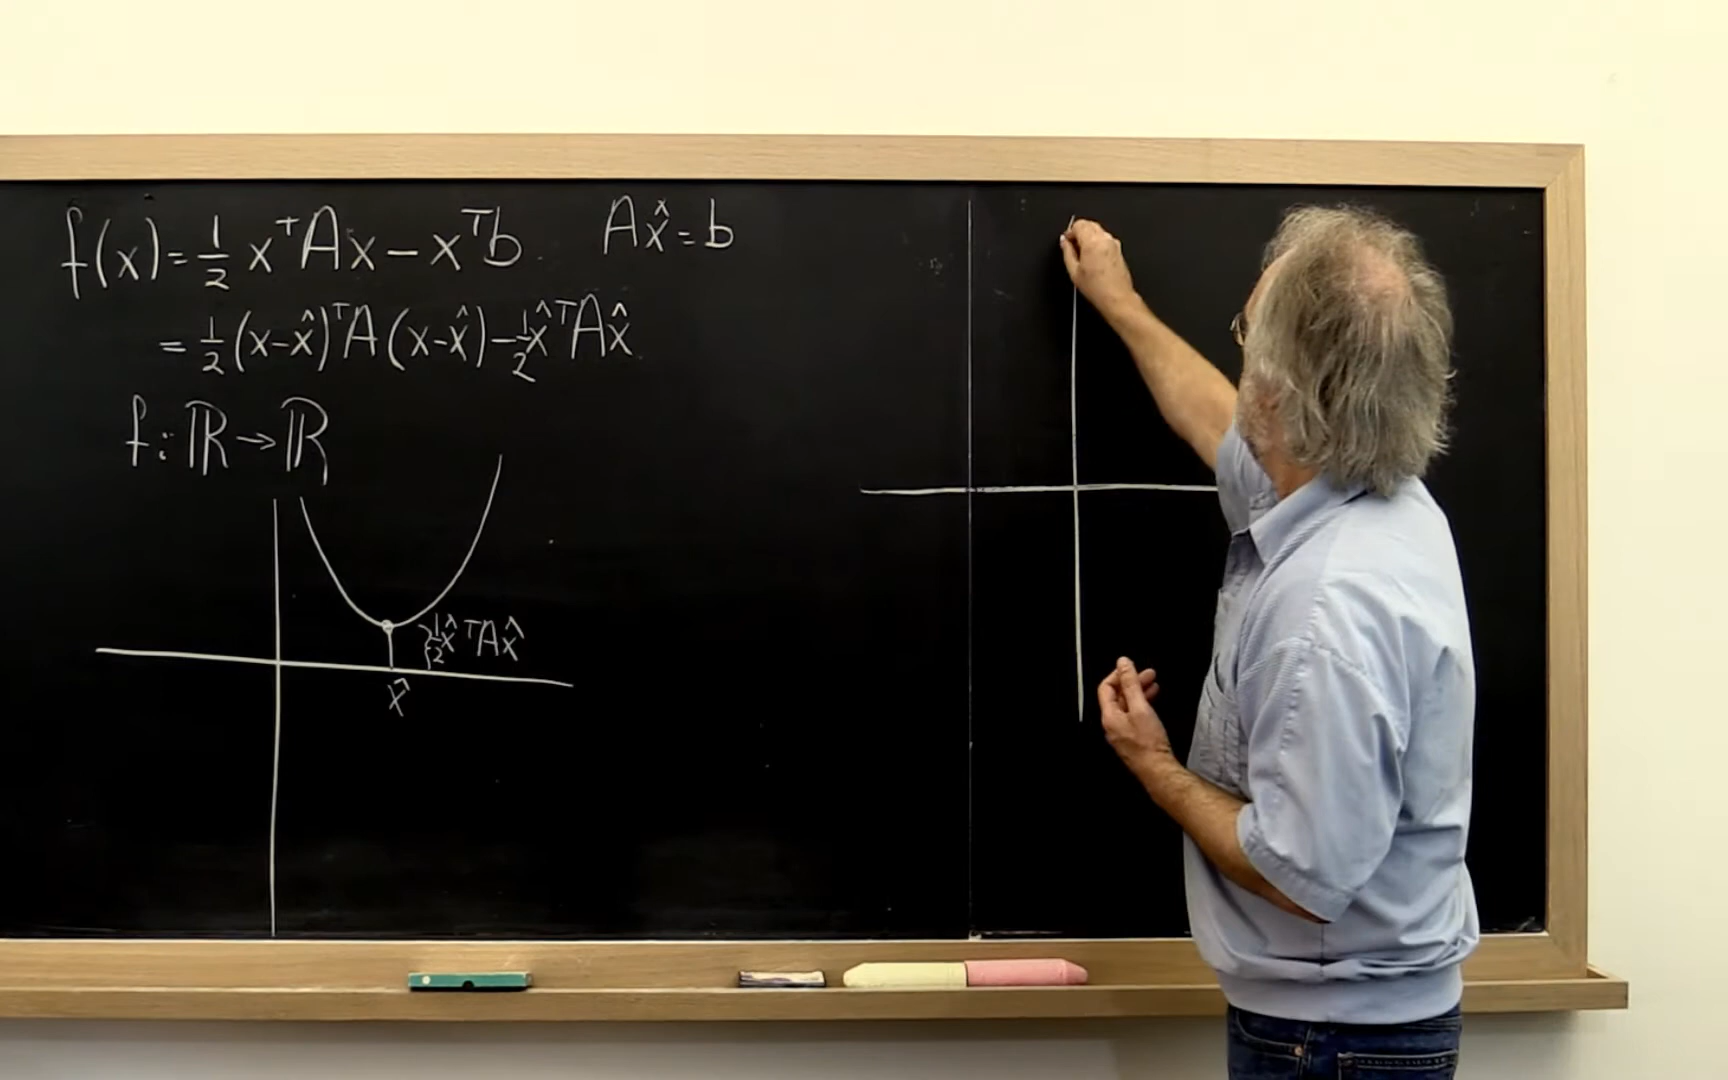 f(x) = 1/2 xᵀAx − xᵀb. Ax̂ = b
= 1/2 (x-x̂)ᵀA(x-x̂) − 1/2 x̂ᵀAx̂.
f: ℝ → ℝ
{1/2 x̂ᵀAx̂
x̂